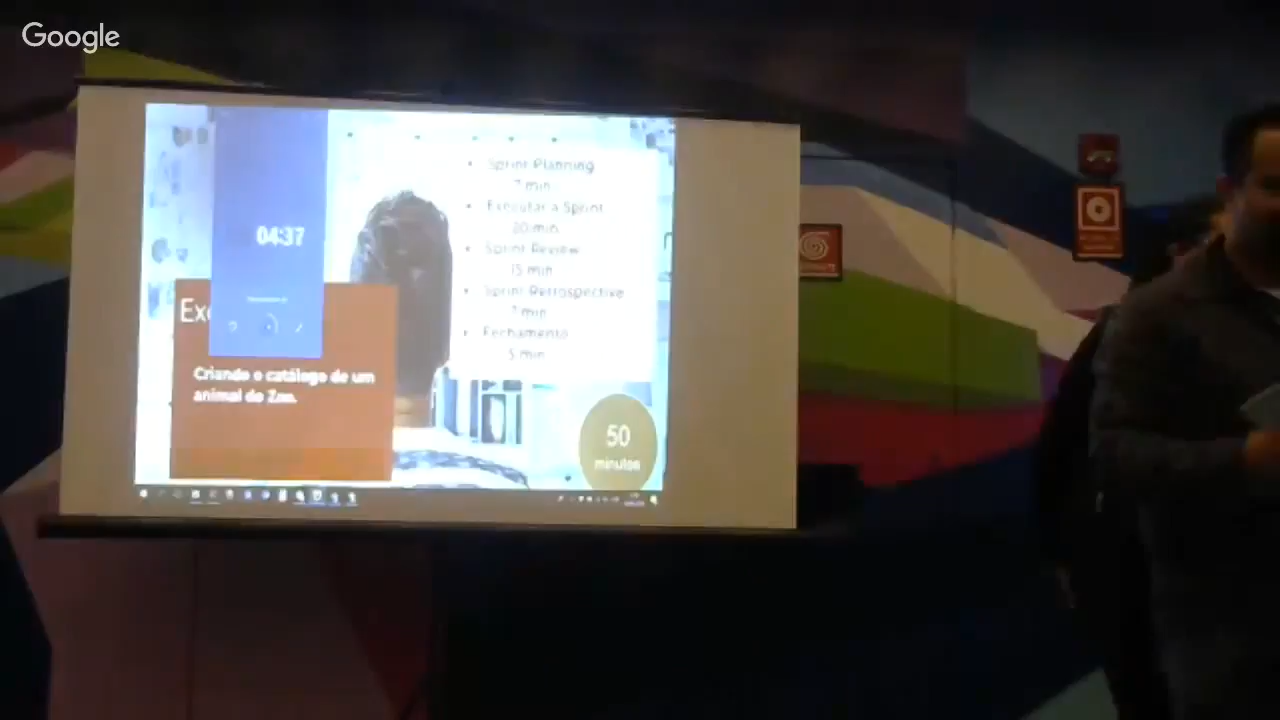 Google
• Sprint Planning
7 min
• Executar a Sprint
20 min
• Sprint Review
15 min
• Sprint Retrospective
7 min
• Fechamento
5 min
04:37
Exe
Criando o catálogo de um
animal do Zoo.
50
minutos